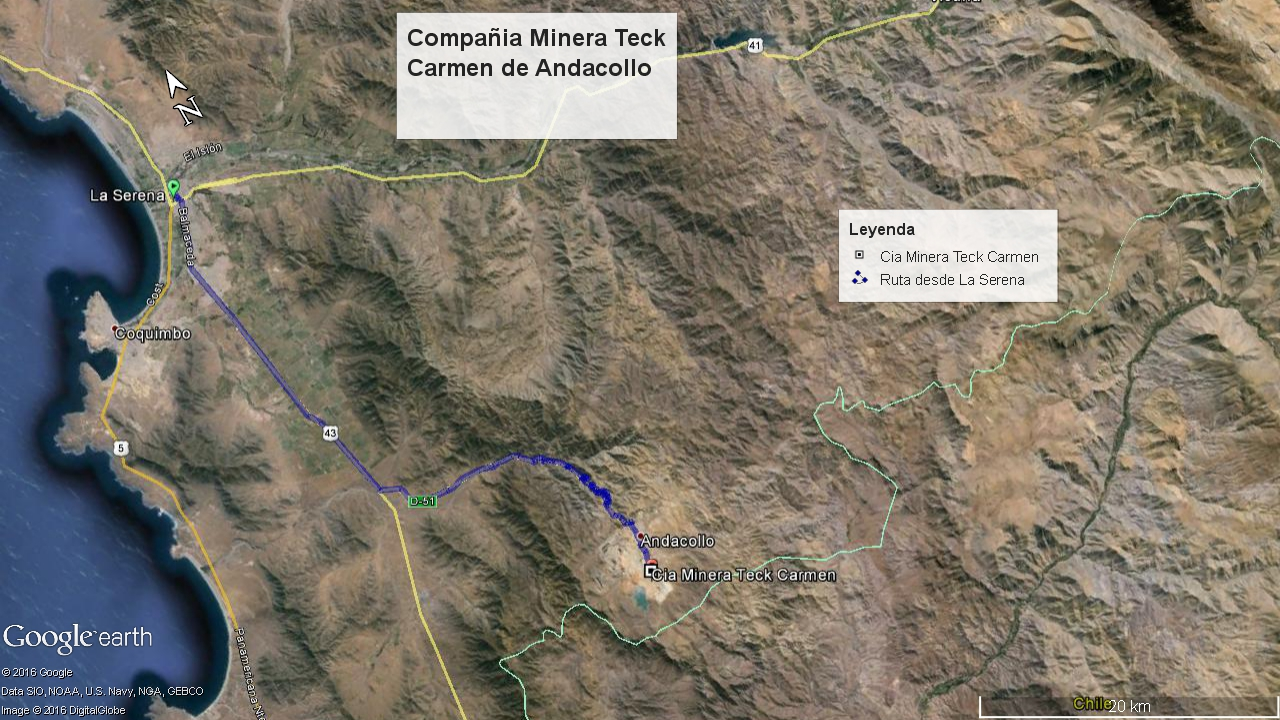 Compañia Minera Teck
Carmen de Andacollo
41
N
El Islón
La Serena
Balmaceda
Leyenda
Cia Minera Teck Carmen
Ruta desde La Serena
Coquimbo
5
43
D-51
Andacollo
Cia Minera Teck Carmen
Google earth
© 2016 Google
Data SIO, NOAA, U.S. Navy, NGA, GEBCO
Image © 2016 DigitalGlobe
Chile
20 km